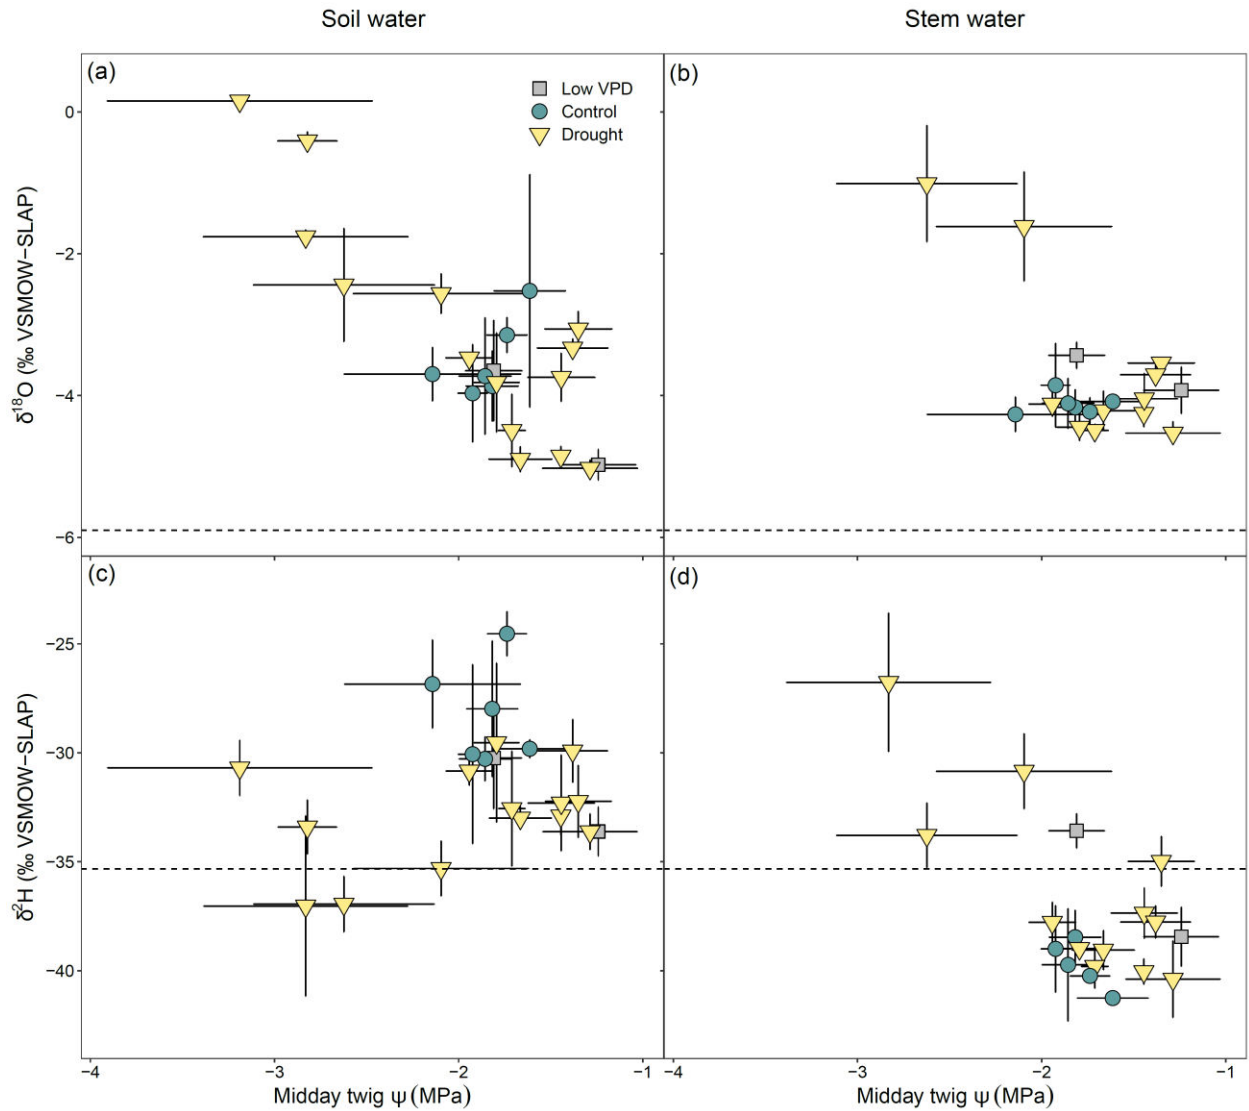 Soil water
Stem water
(a)
(b)
Low VPD
Control
Drought
0
−2
−4
−6
δ¹⁸O (‰ VSMOW−SLAP)
(c)
(d)
−25
−30
−35
−40
δ²H (‰ VSMOW−SLAP)
−4 −3 −2 −1
−4 −3 −2 −1
Midday twig ψ (MPa)
Midday twig ψ (MPa)